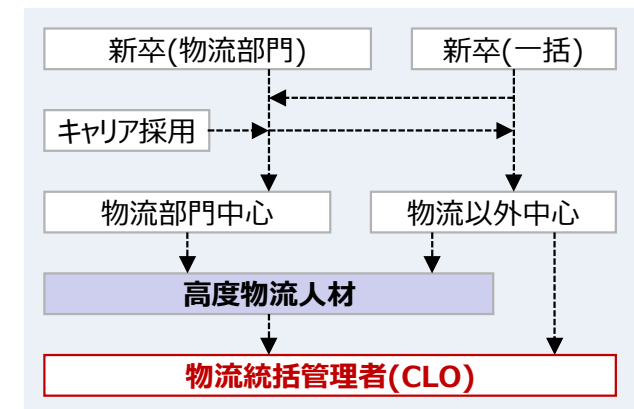 新卒(物流部門)
新卒(一括)
キャリア採用
物流部門中心
物流以外中心
高度物流人材
物流統括管理者(CLO)